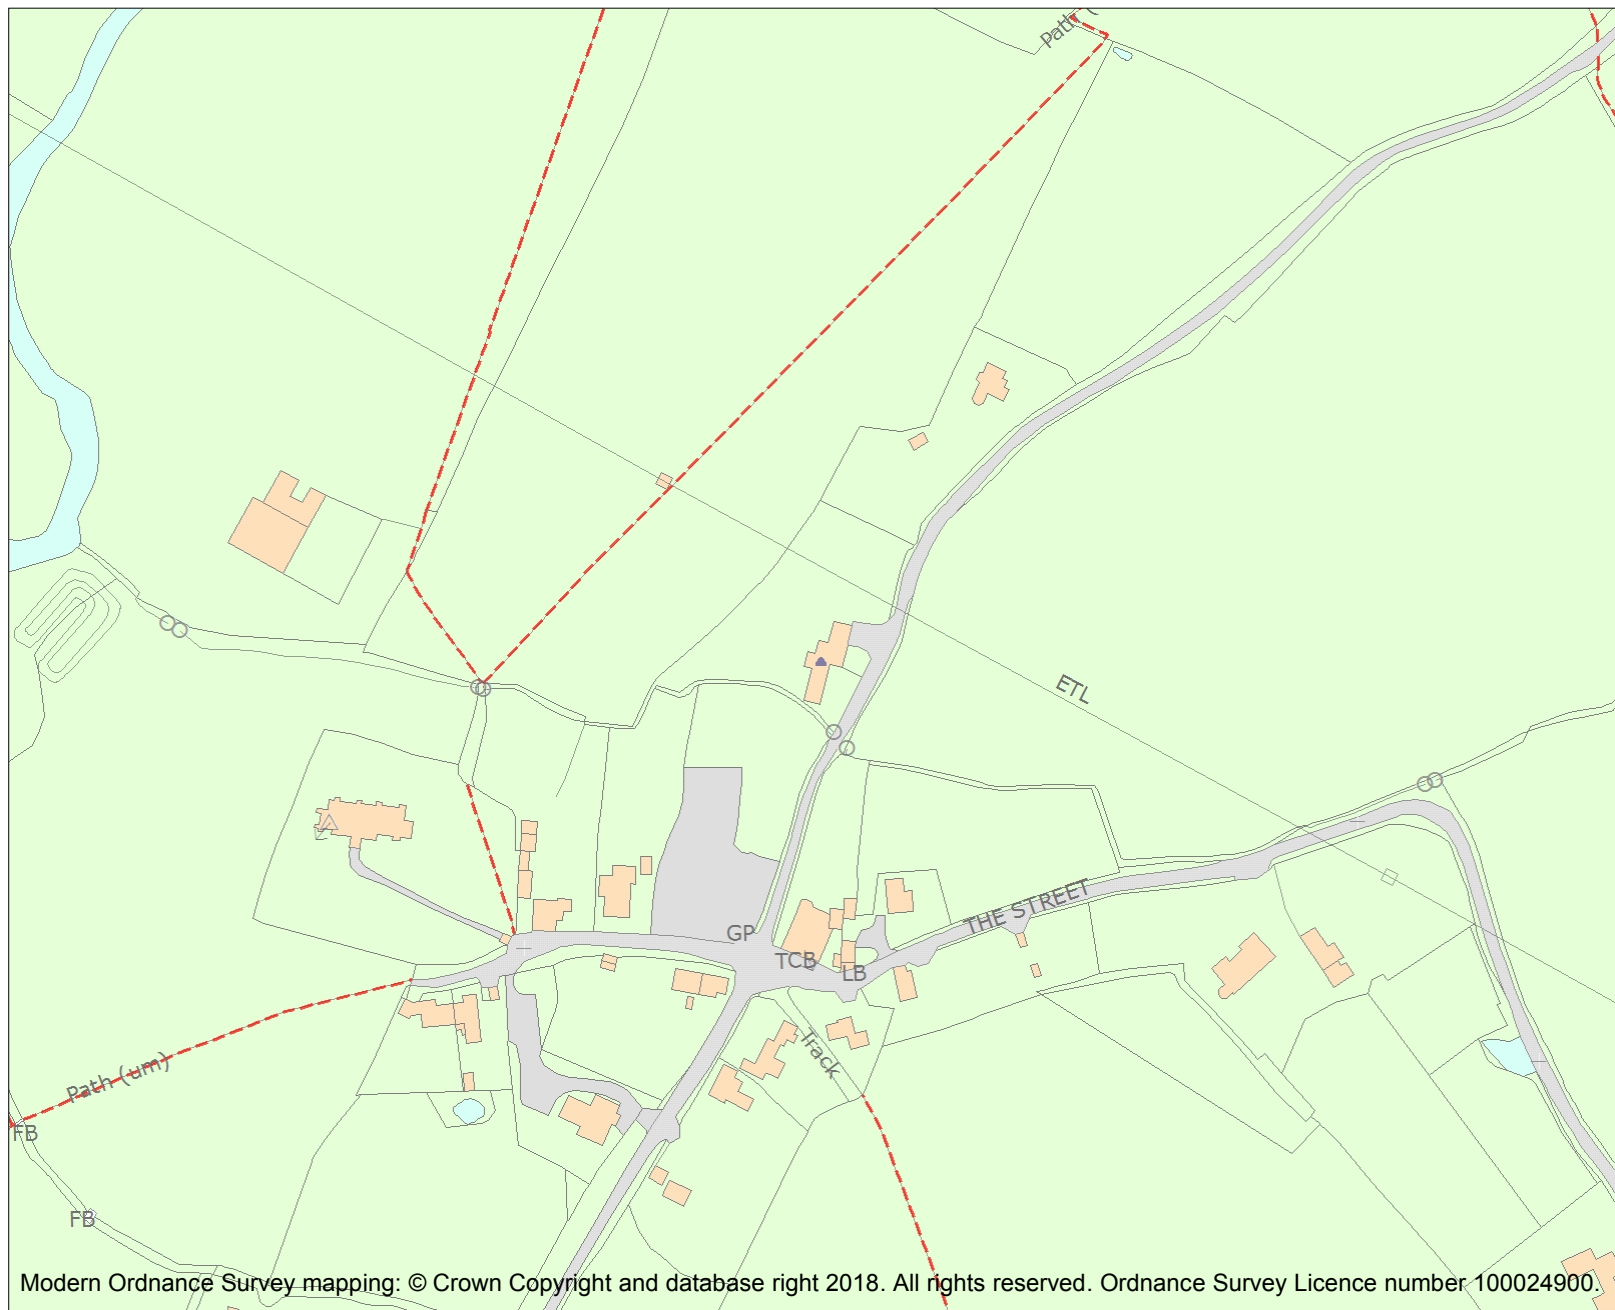 Path (
ETL
THE STREET
GP
TCB
LB
Track
Path (um)
FB
FB
Modern Ordnance Survey mapping: © Crown Copyright and database right 2018. All rights reserved. Ordnance Survey Licence number 100024900.